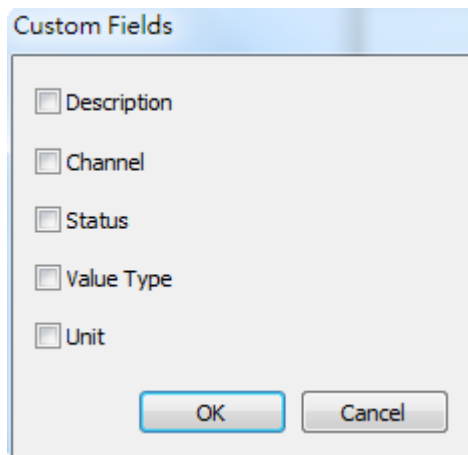 Custom Fields
Description
Channel
Status
Value Type
Unit
OK
Cancel